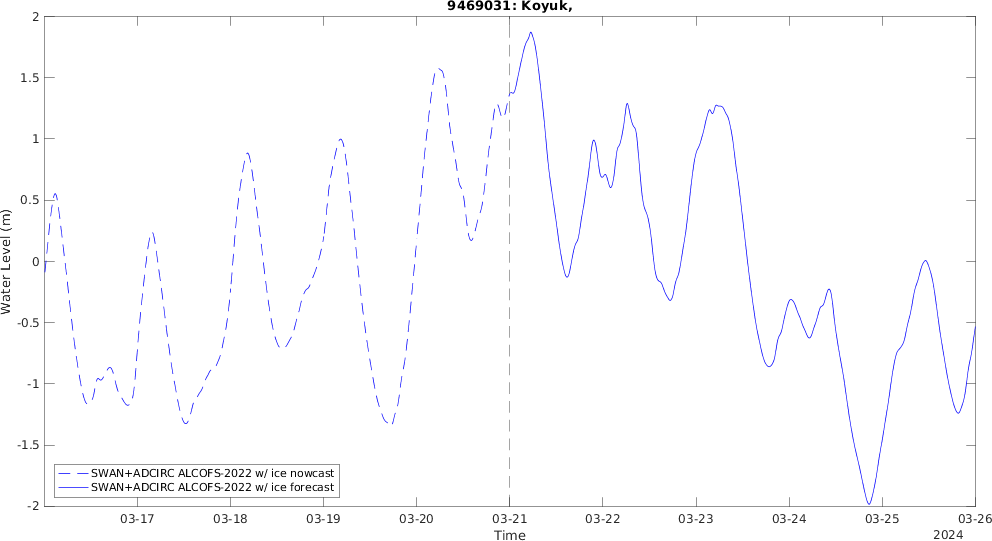 9469031: Koyuk,
Water Level (m)
2
1.5
1
0.5
0
-0.5
-1
-1.5
-2
SWAN+ADCIRC ALCOFS-2022 w/ ice nowcast
SWAN+ADCIRC ALCOFS-2022 w/ ice forecast
03-17 03-18 03-19 03-20 03-21 03-22 03-23 03-24 03-25 03-26
Time
2024